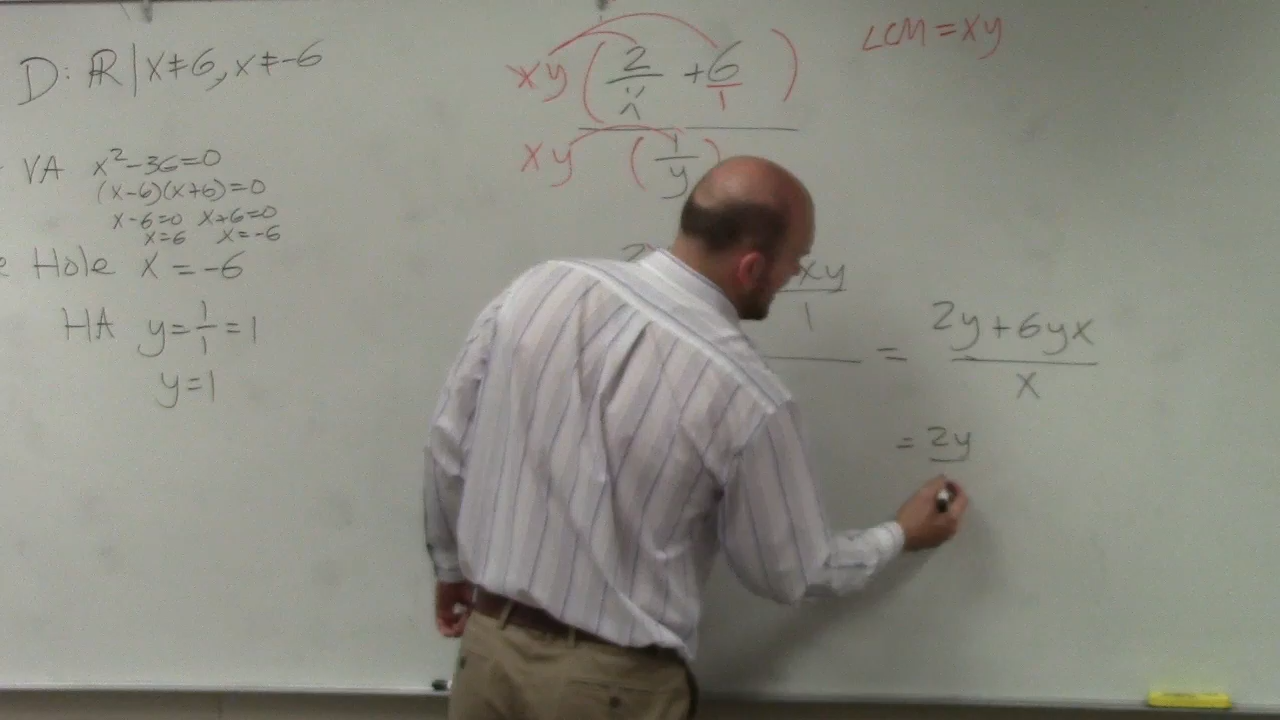 D: ℝ | x ≠ 6, x ≠ -6
VA x² - 36 = 0
(x-6)(x+6) = 0
x-6=0 x+6=0
x=6 x=-6
Hole x = -6
HA y = 1/1 = 1
y = 1
LCM = xy
xy ( 2/x + 6/1 )
xy ( 1/y )
xy
1
= 2y + 6yx
x
= 2y